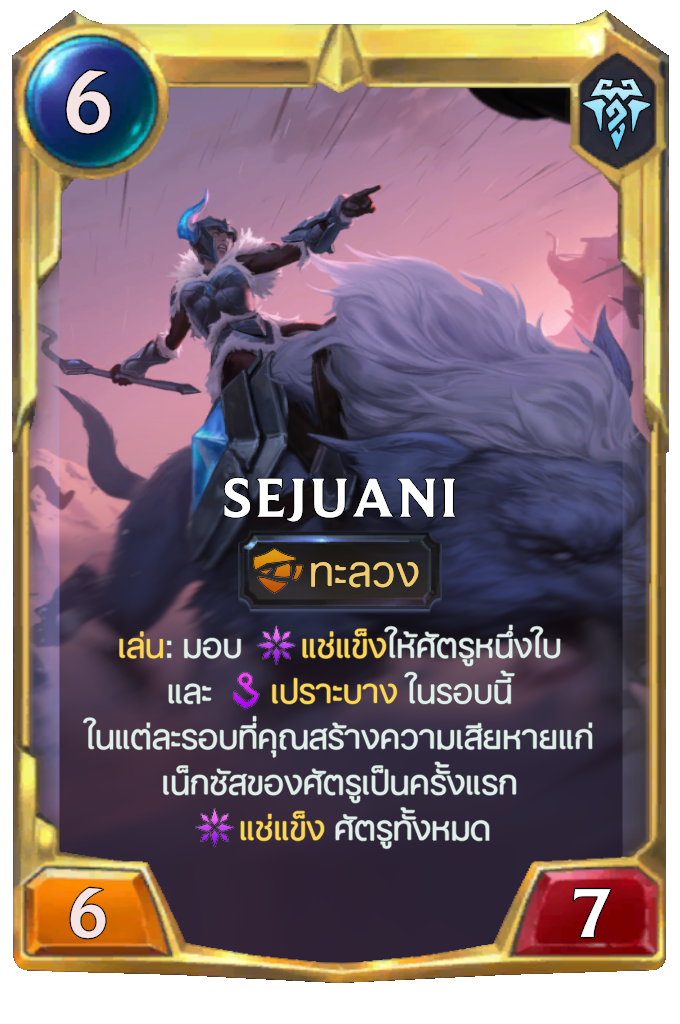 6
SEJUANI
ทะลวง
เล่น: มอบ แช่แข็งให้ศัตรูหนึ่งใบ
และ เปราะบาง ในรอบนี้
ในแต่ละรอบที่คุณสร้างความเสียหายแก่
เน็กซัสของศัตรูเป็นครั้งแรก
แช่แข็ง ศัตรูทั้งหมด
6
7